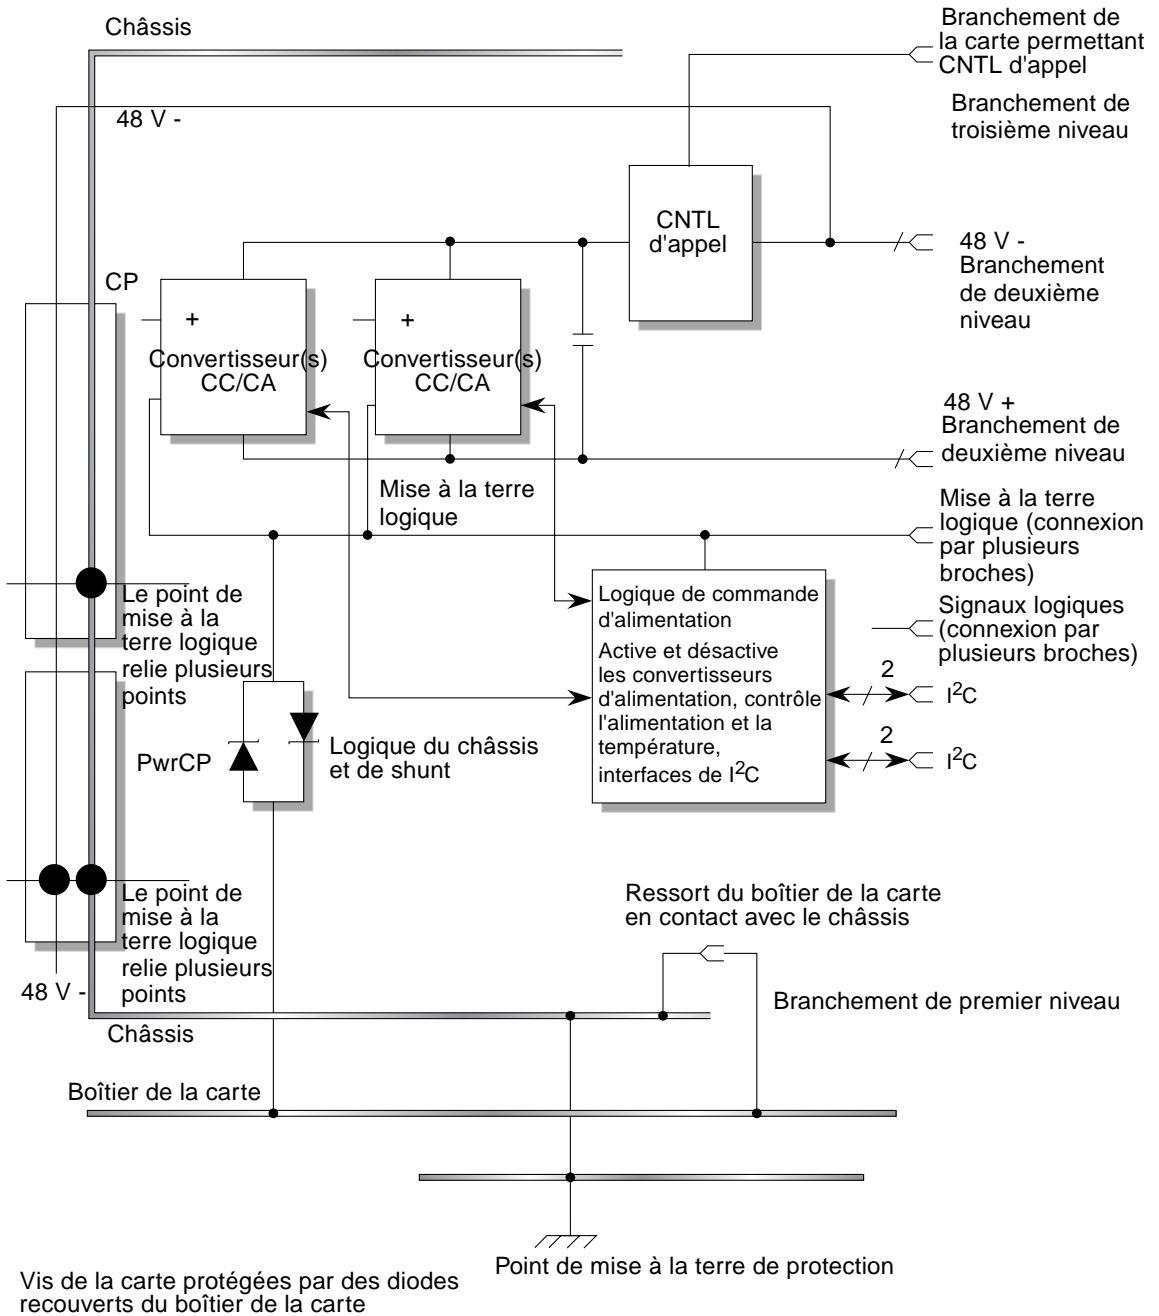 Châssis
Branchement de
la carte permettant
CNTL d'appel
48 V -
Branchement de
troisième niveau
CNTL
d'appel
48 V -
Branchement
de deuxième
niveau
CP
+
Convertisseur(s)
CC/CA
+
Convertisseur(s)
CC/CA
48 V +
Branchement de
deuxième niveau
Mise à la terre
logique
Mise à la terre
logique (connexion
par plusieurs
broches)
Le point de
mise à la
terre logique
relie plusieurs
points
Logique de commande
d'alimentation
Active et désactive
les convertisseurs
d'alimentation, contrôle
l'alimentation et la
température,
interfaces de I²C
Signaux logiques
(connexion par
plusieurs broches)
2
I²C
2
I²C
PwrCP
Logique du châssis
et de shunt
Le point de
mise à la
terre logique
relie plusieurs
points
48 V -
Ressort du boîtier de la carte
en contact avec le châssis
Branchement de premier niveau
Châssis
Boîtier de la carte
Point de mise à la terre de protection
Vis de la carte protégées par des diodes
recouverts du boîtier de la carte